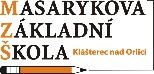 MASARYKOVA
ZÁKLADNÍ
ŠKOLA
Klášterec nad Orlicí